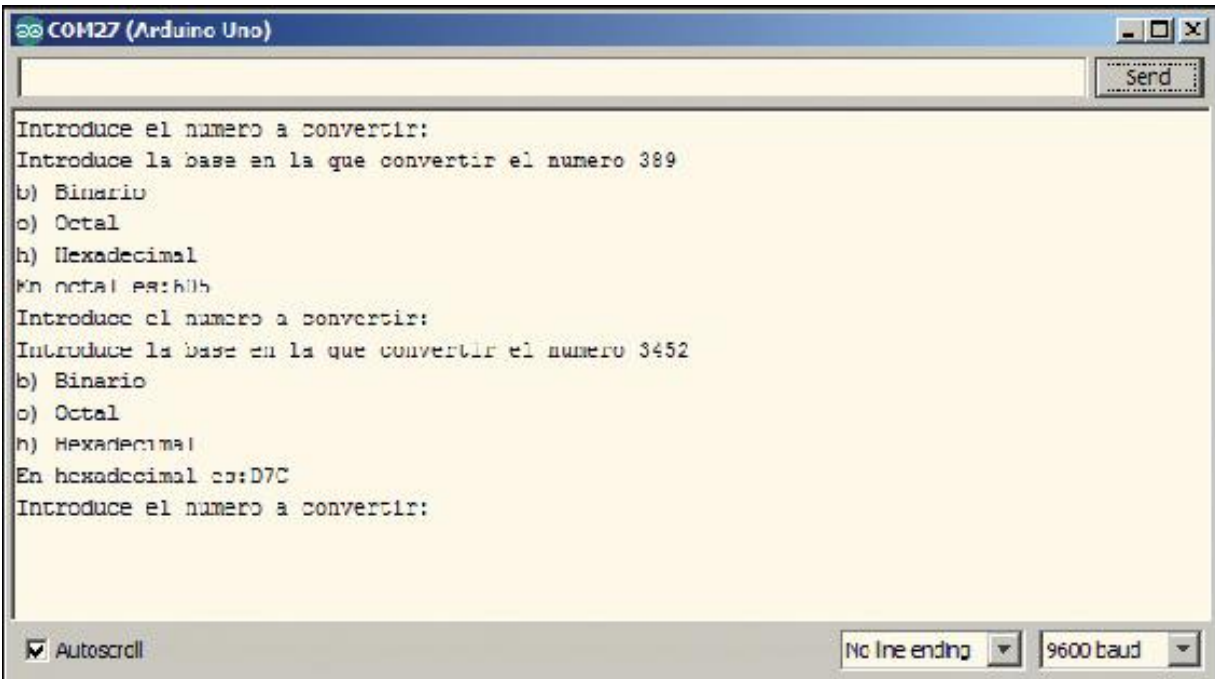 COM27 (Arduino Uno)
Send
Introduce el numero a convertir:
Introduce la base en la que convertir el numero 389
b) Binario
o) Octal
h) Hexadecimal
En octal es:605
Introduce el numero a convertir:
Introduce la base en la que convertir el numero 3452
b) Binario
o) Octal
h) Hexadecimal
En hexadecimal es:D7C
Introduce el numero a convertir:
Autoscroll
No line ending
9600 baud